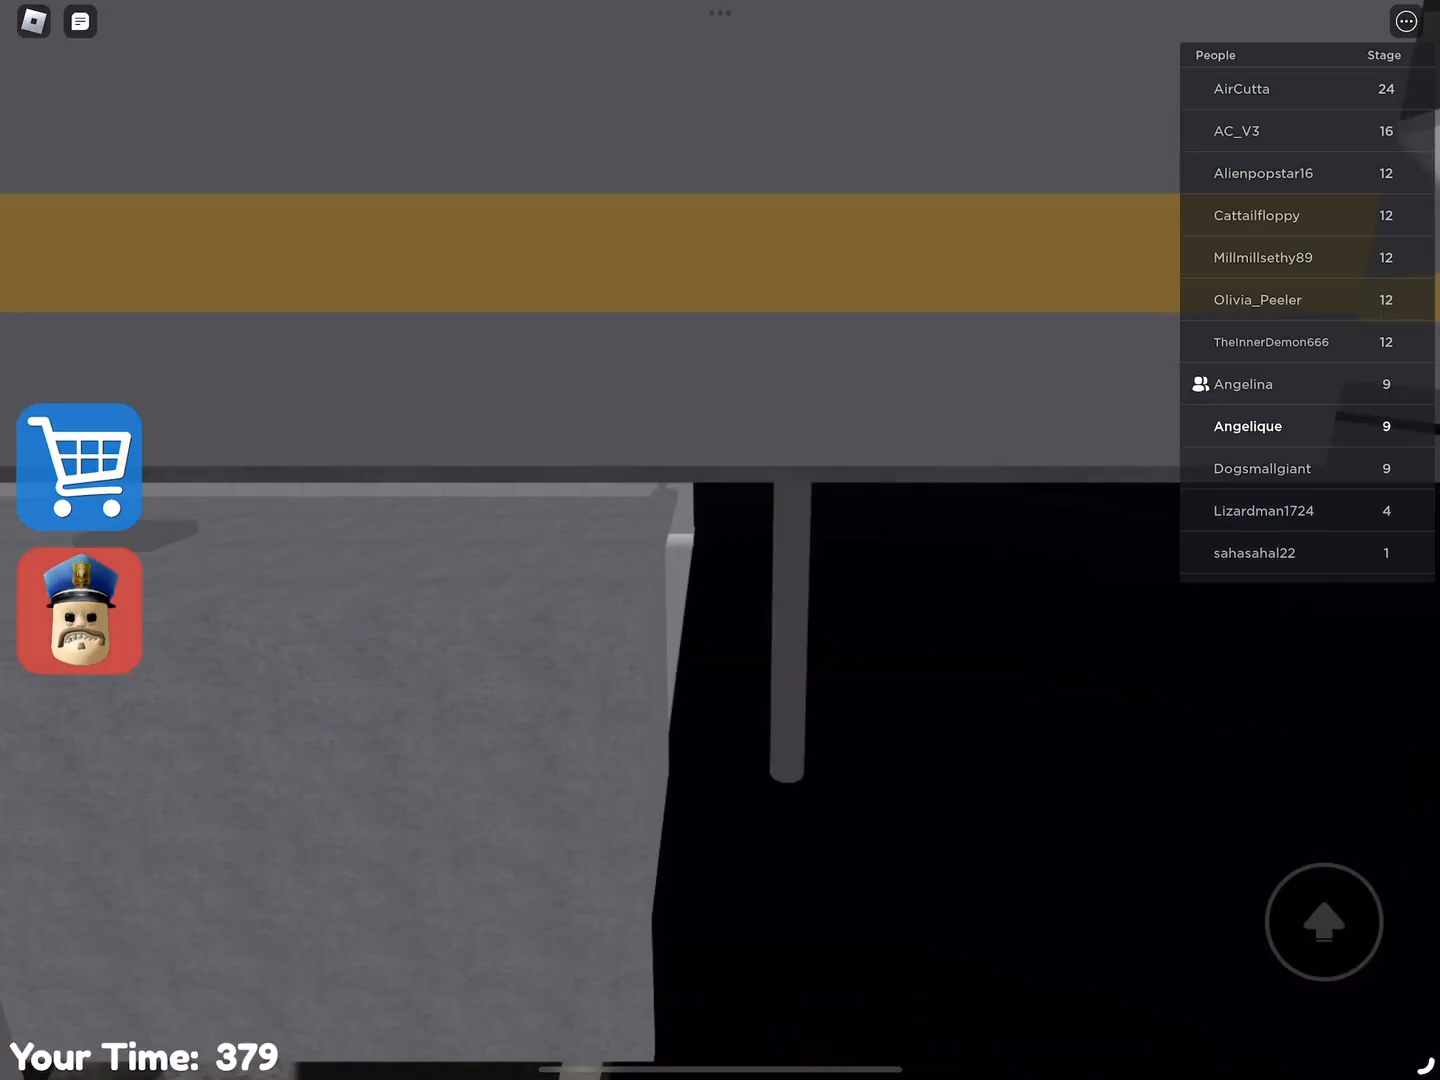 People Stage
AirCutta 24
AC_V3 16
Alienpopstar16 12
Cattailfloppy 12
Millmillsethy89 12
Olivia_Peeler 12
TheInnerDemon666 12
Angelina 9
Angelique 9
Dogsmallgiant 9
Lizardman1724 4
sahasahal22 1
Your Time: 379